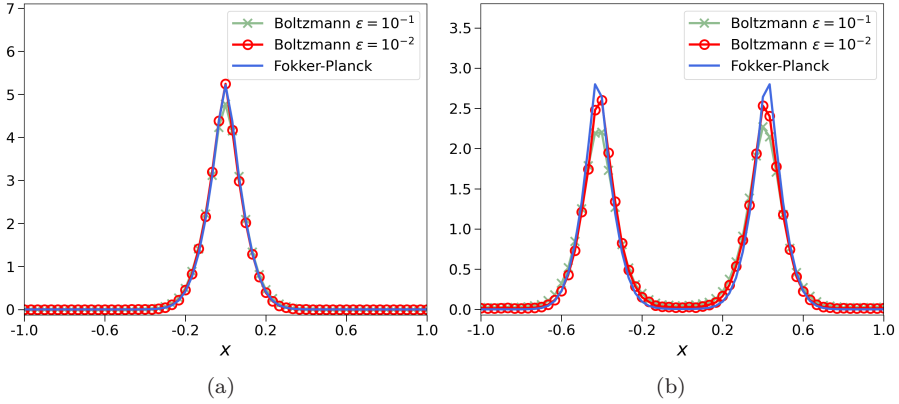 7
6
5
4
3
2
1
0
-1.0
-0.6
-0.2
0.2
0.6
1.0
x
Boltzmann ε = 10⁻¹
Boltzmann ε = 10⁻²
Fokker-Planck
(a)
3.5
3.0
2.5
2.0
1.5
1.0
0.5
0.0
-1.0
-0.6
-0.2
0.2
0.6
1.0
x
Boltzmann ε = 10⁻¹
Boltzmann ε = 10⁻²
Fokker-Planck
(b)